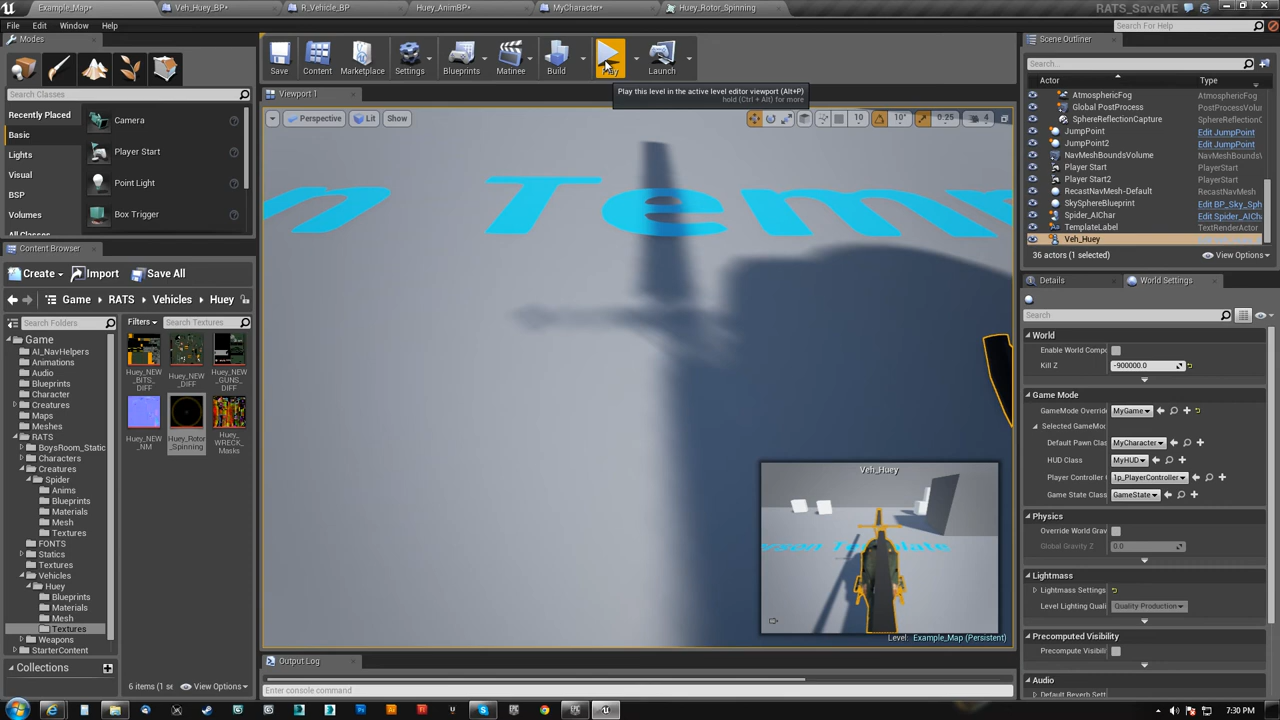 Example_Map*
Veh_Huey_BP*
R_Vehicle_BP
Huey_AnimBP*
MyCharacter*
Huey_Rotor_Spinning
RATS_SaveME
File Edit Window Help
Search For Help
Modes
Search Classes
Recently Placed
Basic
Lights
Visual
BSP
Volumes
All Classes
Camera
Player Start
Point Light
Box Trigger
Save
Content
Marketplace
Settings
Blueprints
Matinee
Build
Play
Launch
Play this level in the active level editor viewport (Alt+P)
hold (Ctrl + Alt) for more
Viewport 1
Perspective
Lit
Show
10
10°
0.25
4
n Temp
Veh_Huey
Level: Example_Map (Persistent)
Output Log
Enter console command
Content Browser
Create
Import
Save All
Game
RATS
Vehicles
Huey
Search Folders
Filters
Search Textures
Game
AI_NavHelpers
Animations
Audio
Blueprints
Character
Creatures
Maps
Meshes
RATS
BoysRoom_Static
Characters
Creatures
Spider
Anims
Blueprints
Materials
Mesh
Textures
FONTS
Statics
Textures
Vehicles
Huey
Blueprints
Materials
Mesh
Textures
Weapons
StarterContent
Collections
Huey_NEW_BITS_DIFF
Huey_NEW_DIFF
Huey_NEW_GUNS_DIFF
Huey_NEW_NM
Huey_Rotor_Spinning
Huey_WRECK_Masks
6 items (1 se
View Options
Scene Outliner
Search...
Actor Type
AtmosphericFog AtmosphericFog
Global PostProcess PostProcessVolu
SphereReflectionCapture SphereReflection
JumpPoint Edit JumpPoint
JumpPoint2 Edit JumpPoint
NavMeshBoundsVolume NavMeshBounds
Player Start PlayerStart
Player Start2 PlayerStart
RecastNavMesh-Default RecastNavMesh
SkySphereBlueprint Edit BP_Sky_Sph
Spider_AIChar Edit Spider_AICh
TemplateLabel TextRenderActor
Veh_Huey
36 actors (1 selected)
View Options
Details
World Settings
Search
World
Enable World Compo
Kill Z -900000.0
Game Mode
GameMode Override MyGame
Selected GameMod
Default Pawn Clas MyCharacter
HUD Class MyHUD
Player Controller 1p_PlayerController
Game State Class GameState
Physics
Override World Grav
Global Gravity Z 0.0
Lightmass
Lightmass Settings
Level Lighting Quali Quality Production
Precomputed Visibility
Precompute Visibili
Audio
Default Reverb Sett
7:30 PM